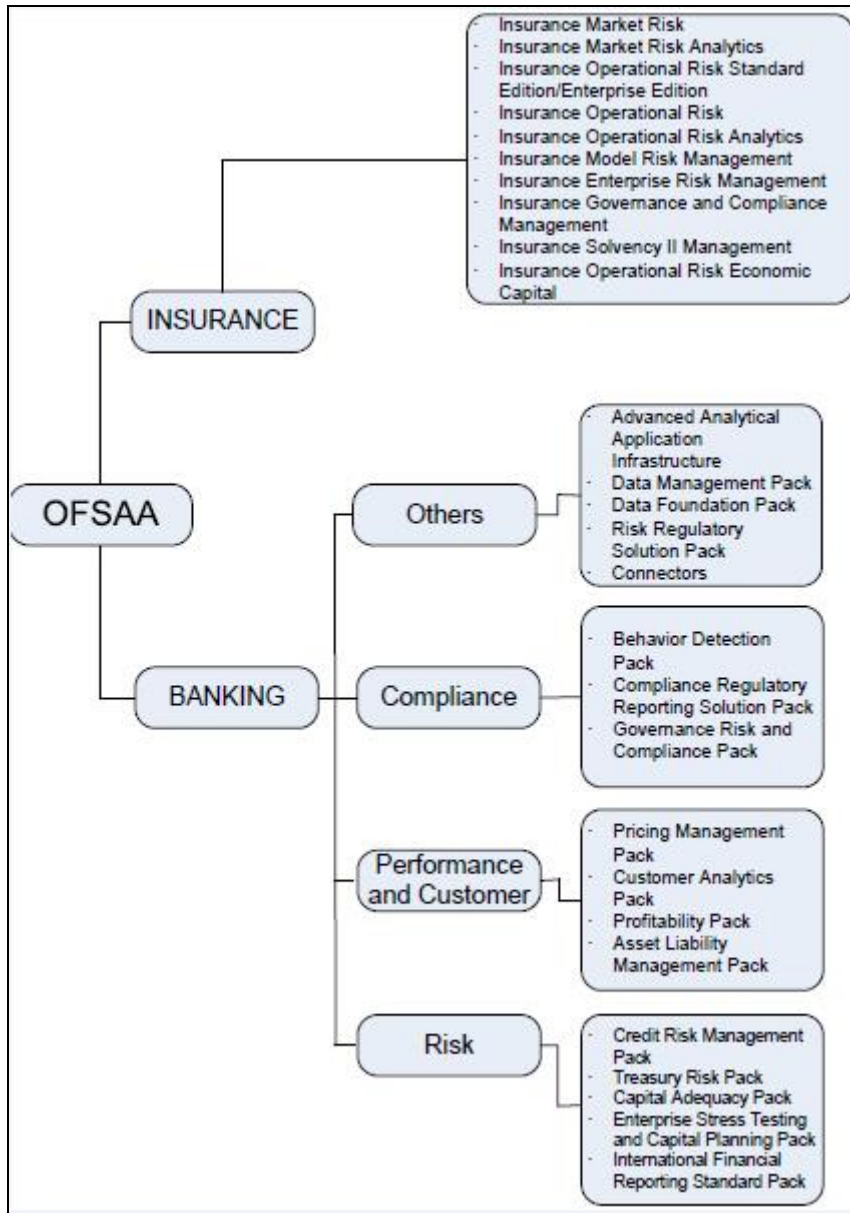 - Insurance Market Risk
- Insurance Market Risk Analytics
- Insurance Operational Risk Standard
Edition/Enterprise Edition
- Insurance Operational Risk
- Insurance Operational Risk Analytics
- Insurance Model Risk Management
- Insurance Enterprise Risk Management
- Insurance Governance and Compliance
Management
- Insurance Solvency II Management
- Insurance Operational Risk Economic
Capital
INSURANCE
OFSAA
BANKING
Others
- Advanced Analytical
Application
Infrastructure
- Data Management Pack
- Data Foundation Pack
- Risk Regulatory
Solution Pack
- Connectors
Compliance
- Behavior Detection
Pack
- Compliance Regulatory
Reporting Solution Pack
- Governance Risk and
Compliance Pack
Performance
and Customer
- Pricing Management
Pack
- Customer Analytics
Pack
- Profitability Pack
- Asset Liability
Management Pack
Risk
- Credit Risk Management
Pack
- Treasury Risk Pack
- Capital Adequacy Pack
- Enterprise Stress Testing
and Capital Planning Pack
- International Financial
Reporting Standard Pack